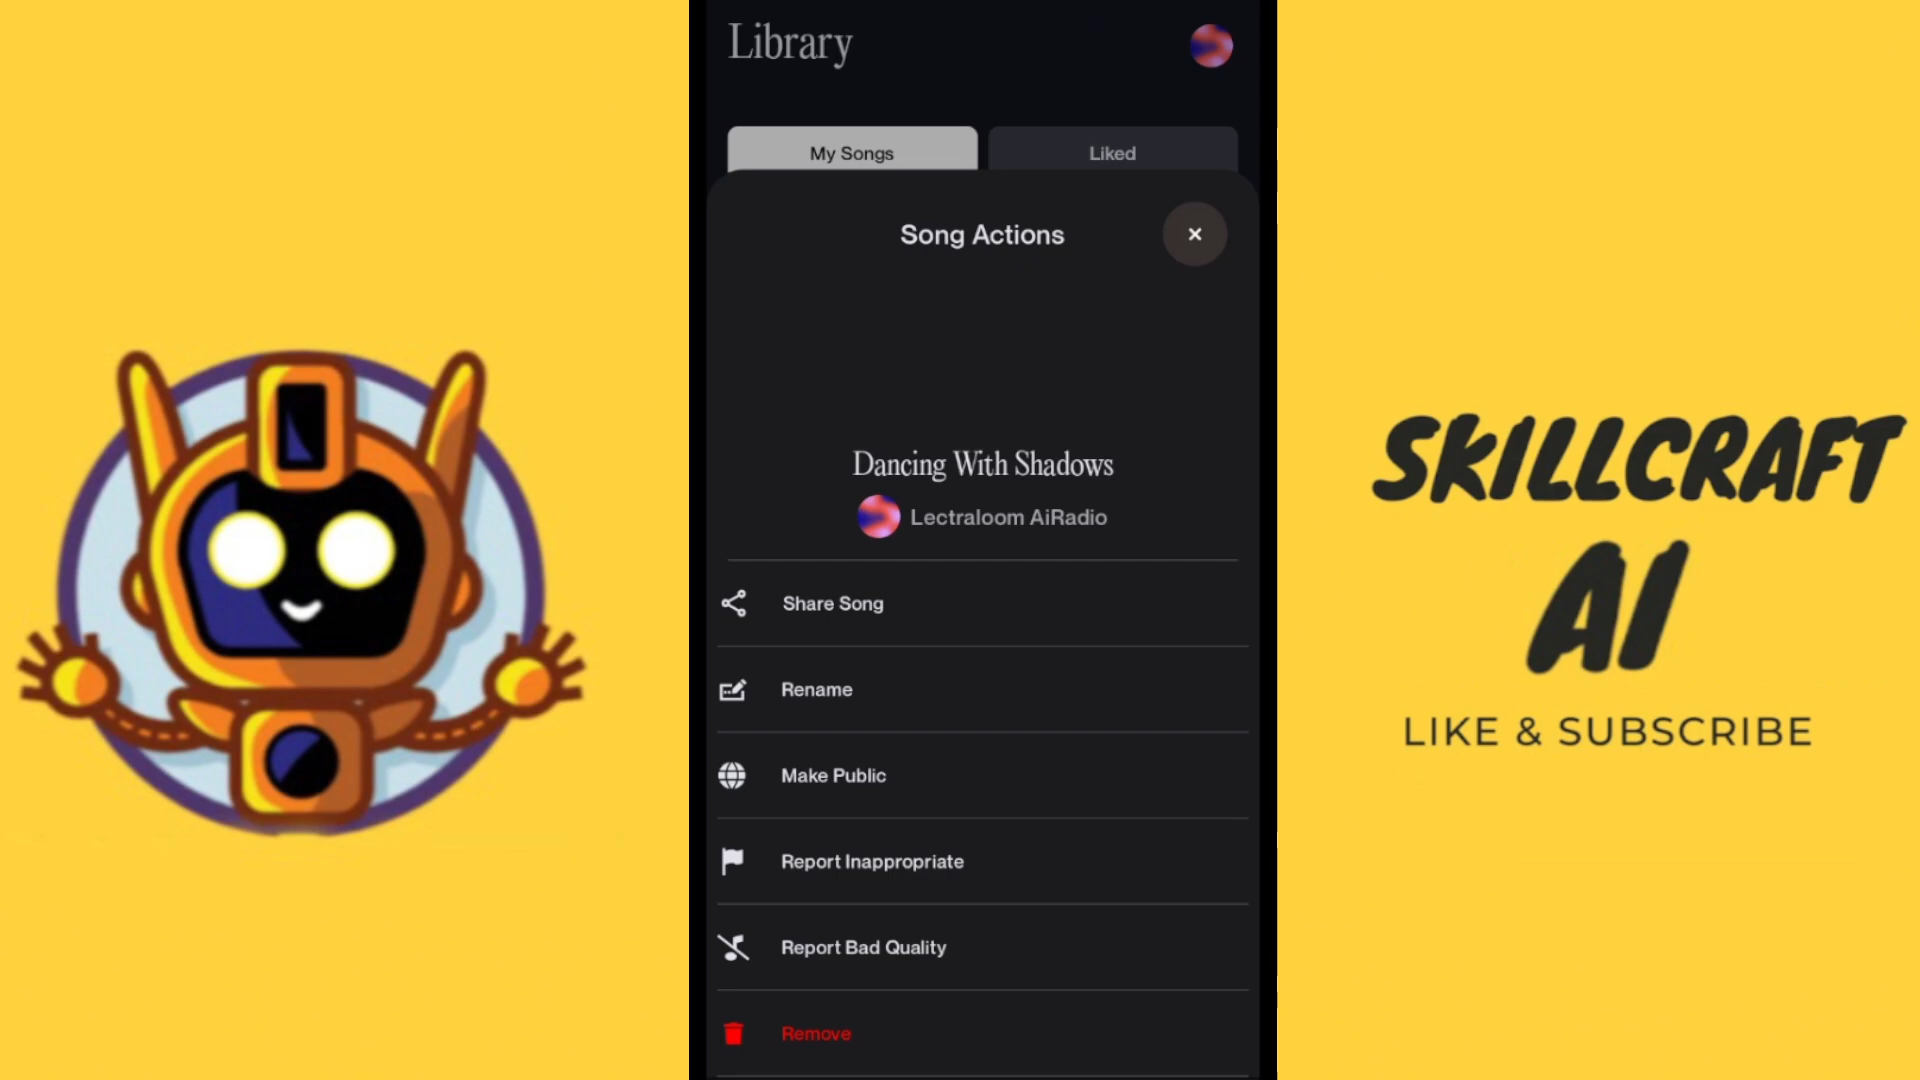 Library
My Songs
Liked
Song Actions
Dancing With Shadows
Lectraloom AiRadio
Share Song
Rename
Make Public
Report Inappropriate
Report Bad Quality
Remove
SKILLCRAFT
AI
LIKE & SUBSCRIBE